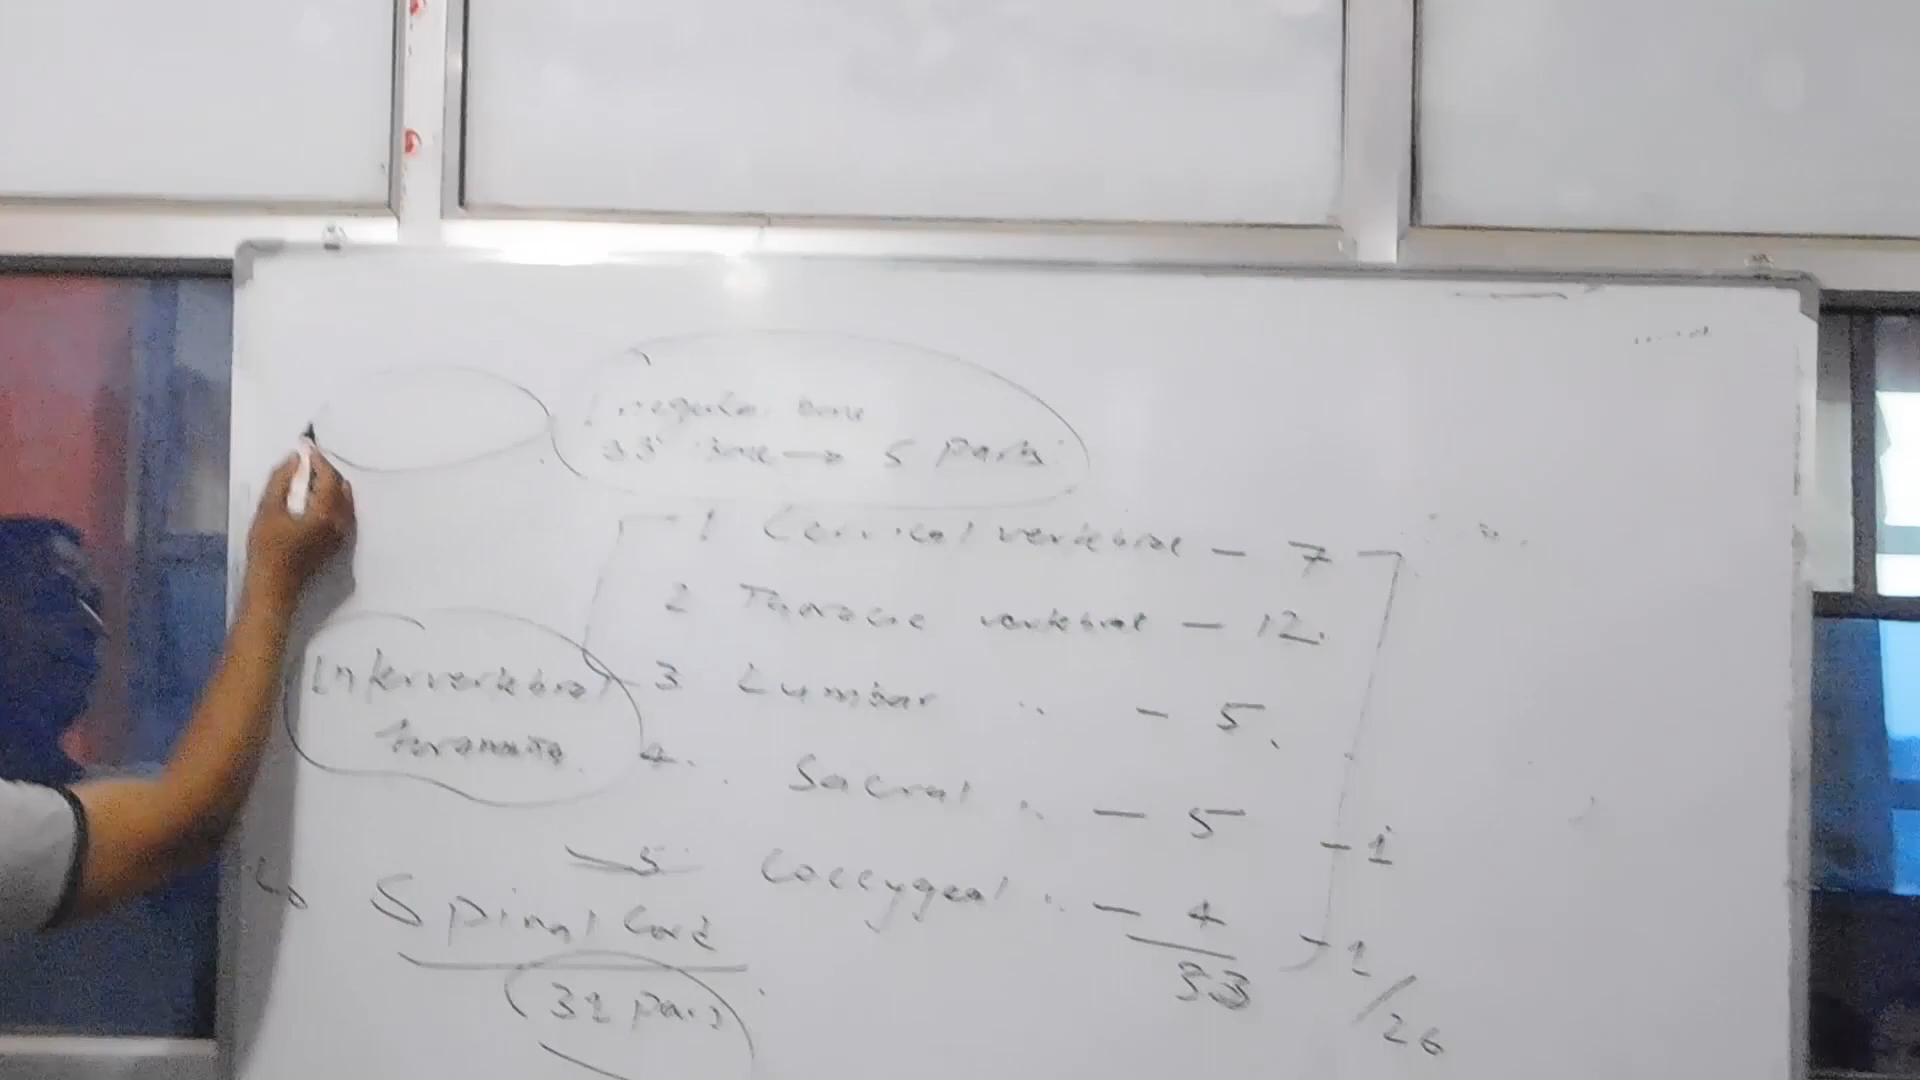 Irregular bone
33 Bone → 5 Parts
1 Cervical vertebrae – 7
2 Thoracic vertebrae – 12.
3 Lumbar " – 5.
4. Sacral " – 5 – 1
5 Coccygeal " – 4 – 1
33 / 26
Intervertebral
foramina
Spinal Cord
31 Pairs